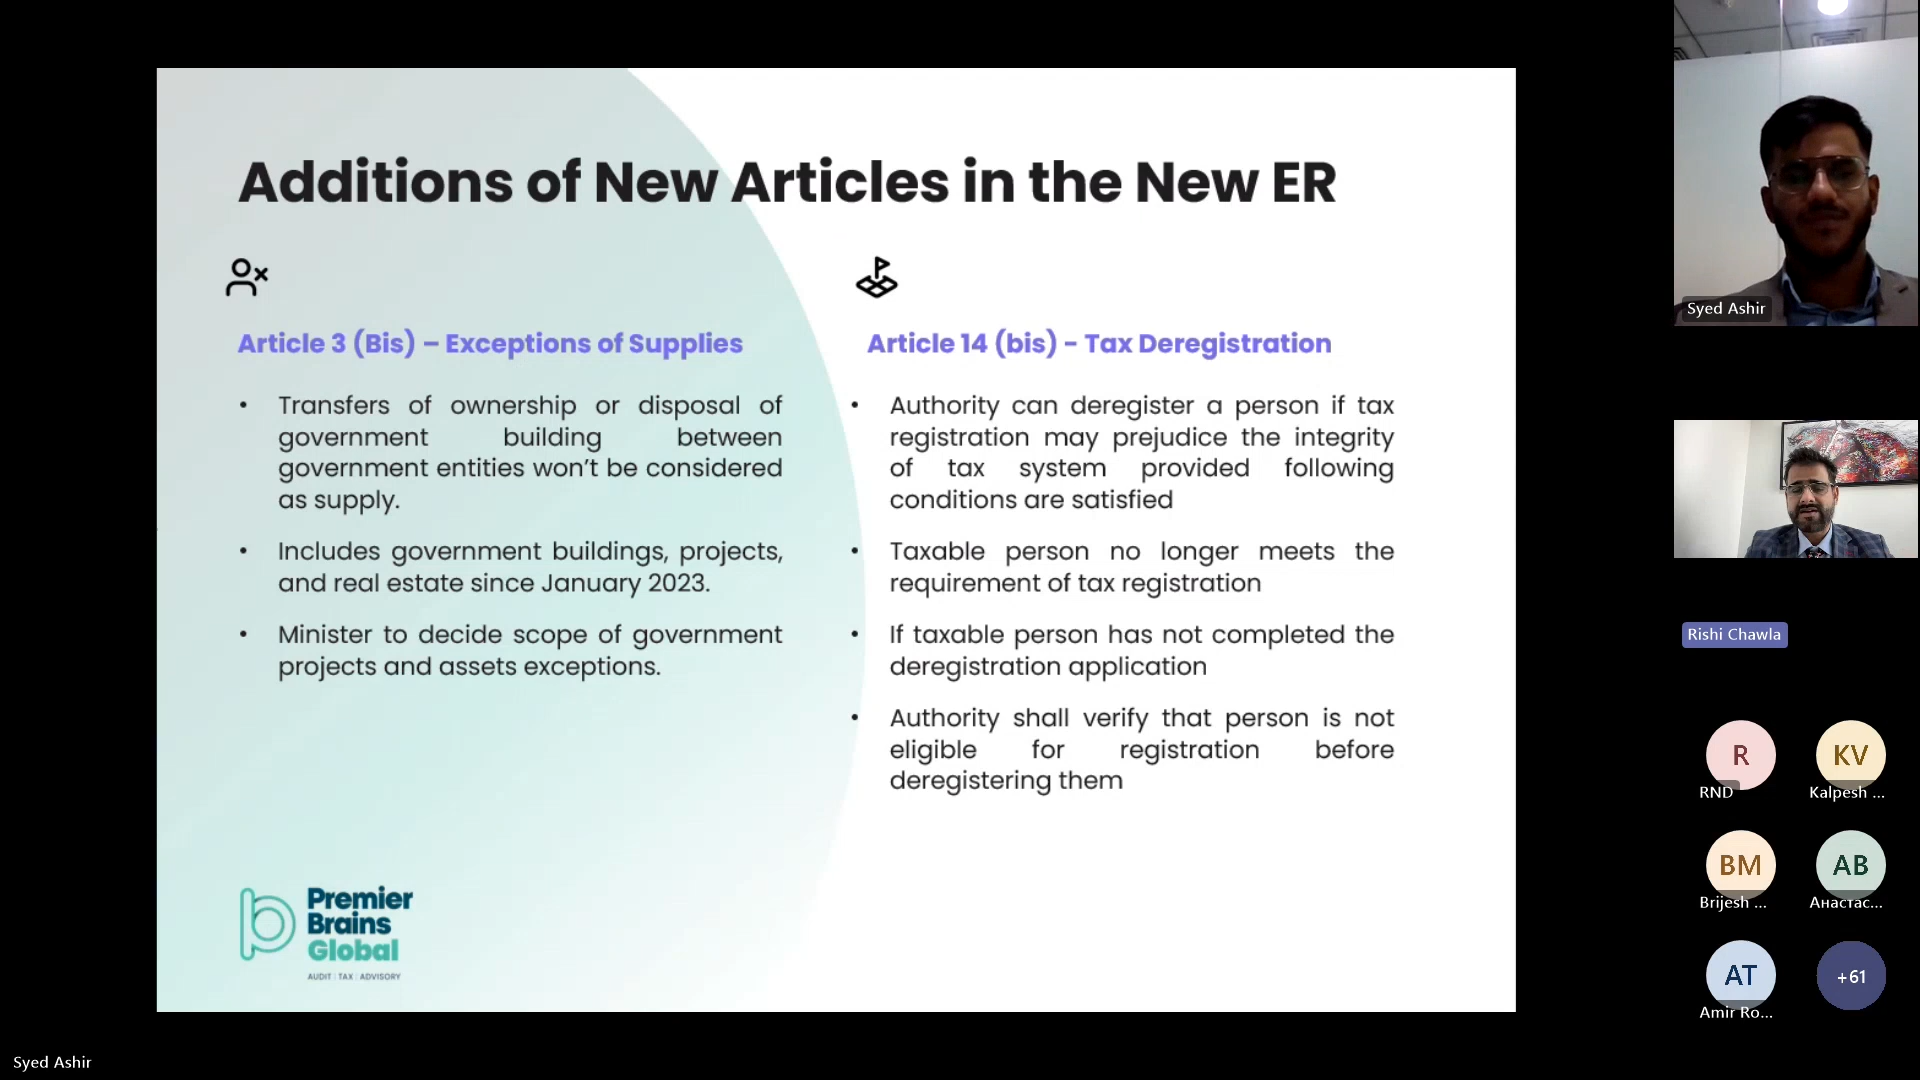 Additions of New Articles in the New ER
Article 3 (Bis) – Exceptions of Supplies
• Transfers of ownership or disposal of
government building between
government entities won’t be considered
as supply.
• Includes government buildings, projects,
and real estate since January 2023.
• Minister to decide scope of government
projects and assets exceptions.
Article 14 (bis) - Tax Deregistration
• Authority can deregister a person if tax
registration may prejudice the integrity
of tax system provided following
conditions are satisfied
• Taxable person no longer meets the
requirement of tax registration
• If taxable person has not completed the
deregistration application
• Authority shall verify that person is not
eligible for registration before
deregistering them
Premier
Brains
Global
AUDIT | TAX | ADVISORY
Syed Ashir
Rishi Chawla
R
RND
KV
Kalpesh ...
BM
Brijesh ...
AB
Анастас...
AT
Amir Ro...
+61
Syed Ashir